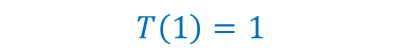 T(1) = 1